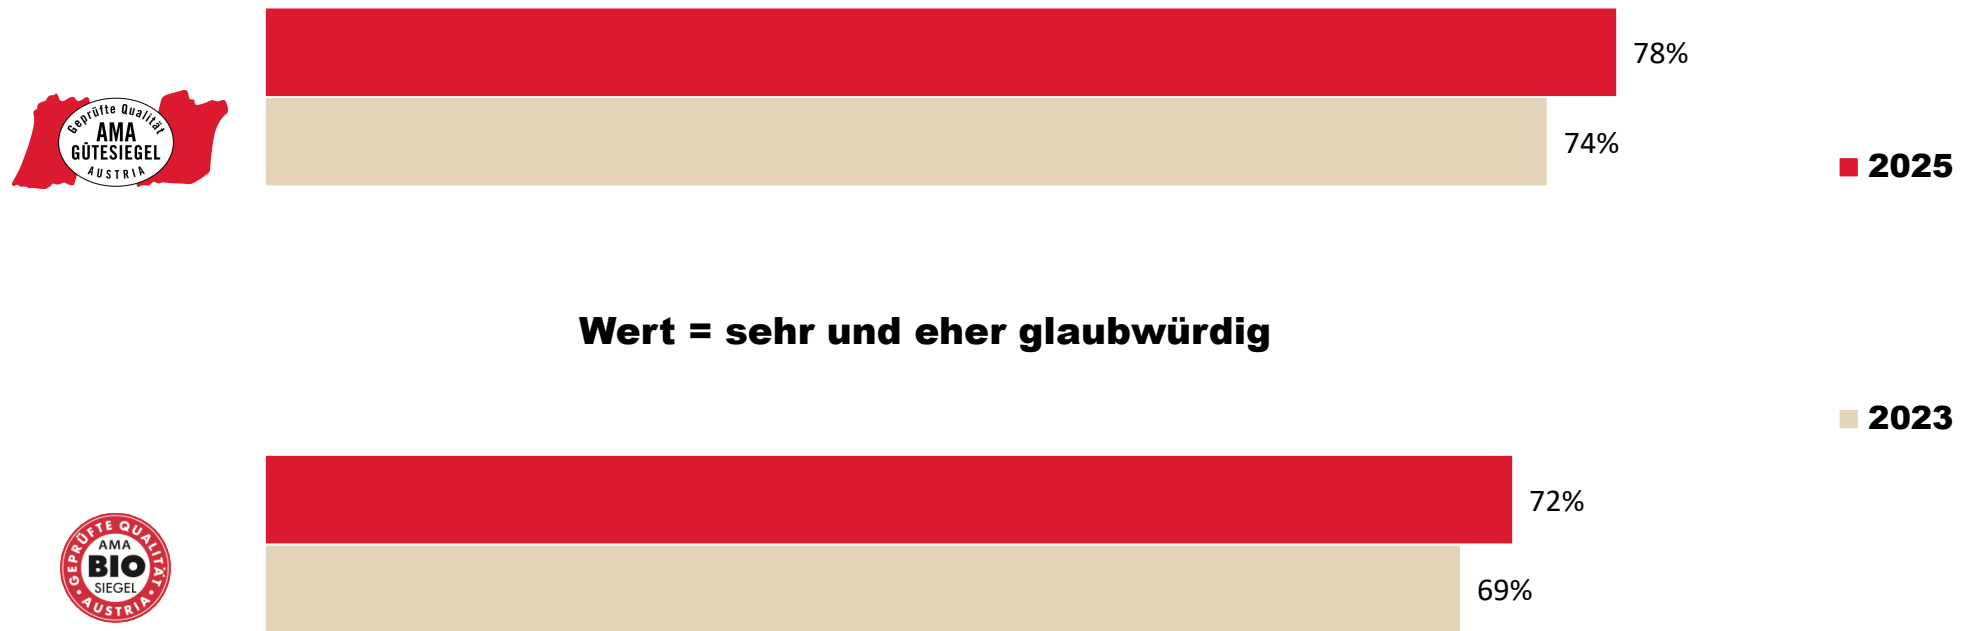 78%
Geprüfte Qualität
AMA
GÜTESIEGEL
AUSTRIA
74%
2025
Wert = sehr und eher glaubwürdig
2023
72%
GEPRÜFTE QUALITÄT
AMA
BIO
SIEGEL
AUSTRIA
69%